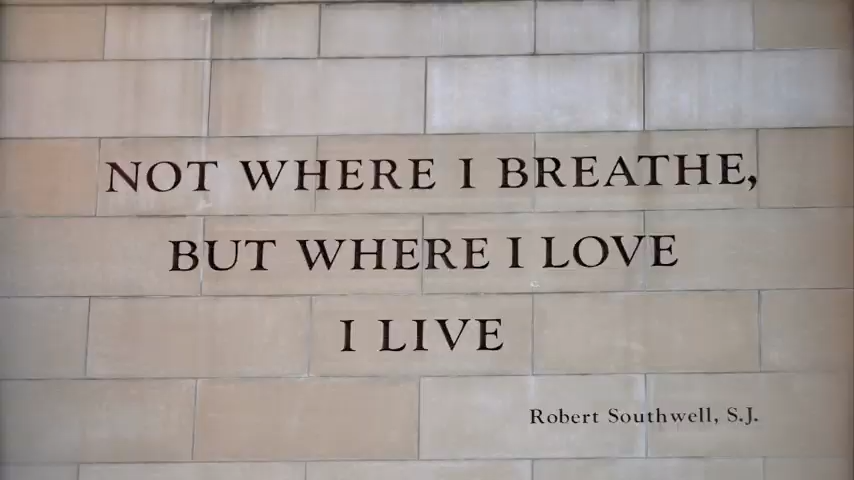 NOT WHERE I BREATHE,
BUT WHERE I LOVE
I LIVE
Robert Southwell, S.J.